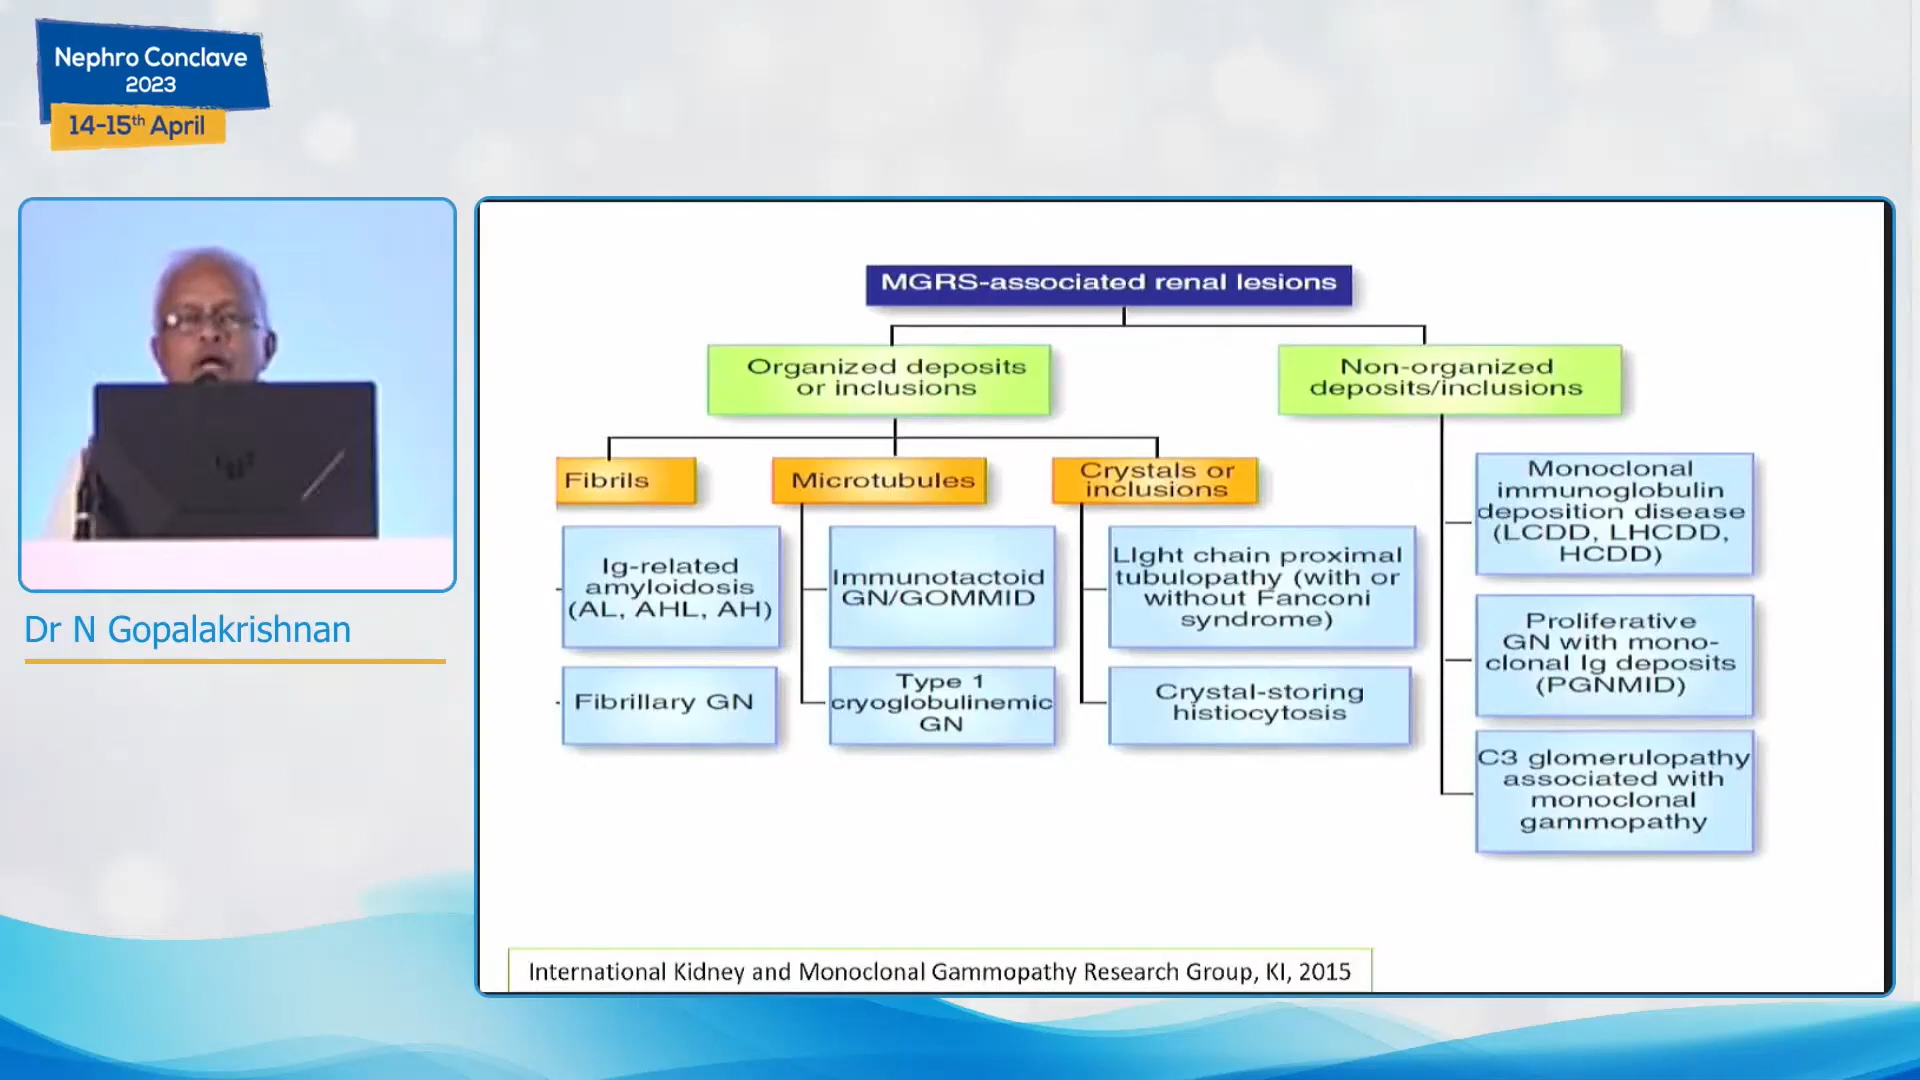 Nephro Conclave
2023
14-15th April
Dr N Gopalakrishnan
MGRS-associated renal lesions
Organized deposits
or inclusions
Non-organized
deposits/inclusions
Fibrils
Microtubules
Crystals or
inclusions
Ig-related
amyloidosis
(AL, AHL, AH)
Fibrillary GN
Immunotactoid
GN/GOMMID
Type 1
cryoglobulinemic
GN
LIght chain proximal
tubulopathy (with or
without Fanconi
syndrome)
Crystal-storing
histiocytosis
Monoclonal
immunoglobulin
deposition disease
(LCDD, LHCDD,
HCDD)
Proliferative
GN with mono-
clonal Ig deposits
(PGNMID)
C3 glomerulopathy
associated with
monoclonal
gammopathy
International Kidney and Monoclonal Gammopathy Research Group, KI, 2015